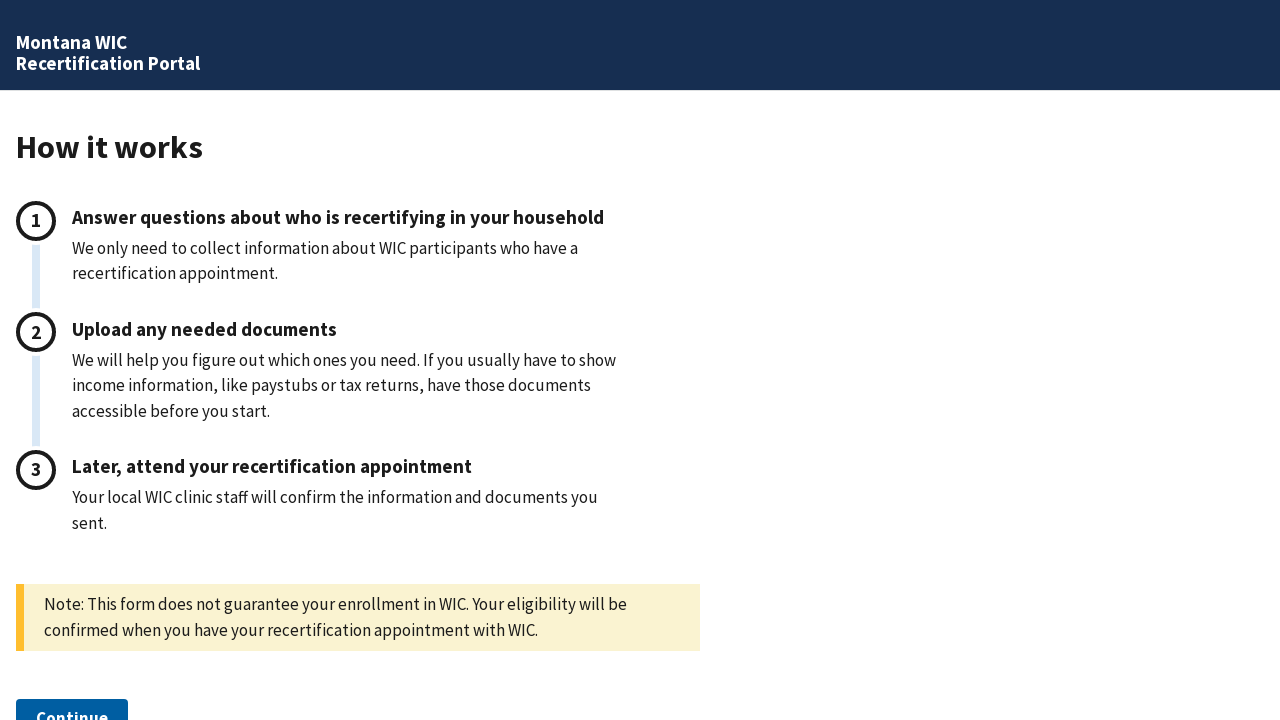 Montana WIC
Recertification Portal
How it works
1
Answer questions about who is recertifying in your household
We only need to collect information about WIC participants who have a
recertification appointment.
2
Upload any needed documents
We will help you figure out which ones you need. If you usually have to show
income information, like paystubs or tax returns, have those documents
accessible before you start.
3
Later, attend your recertification appointment
Your local WIC clinic staff will confirm the information and documents you
sent.
Note: This form does not guarantee your enrollment in WIC. Your eligibility will be
confirmed when you have your recertification appointment with WIC.
Continue